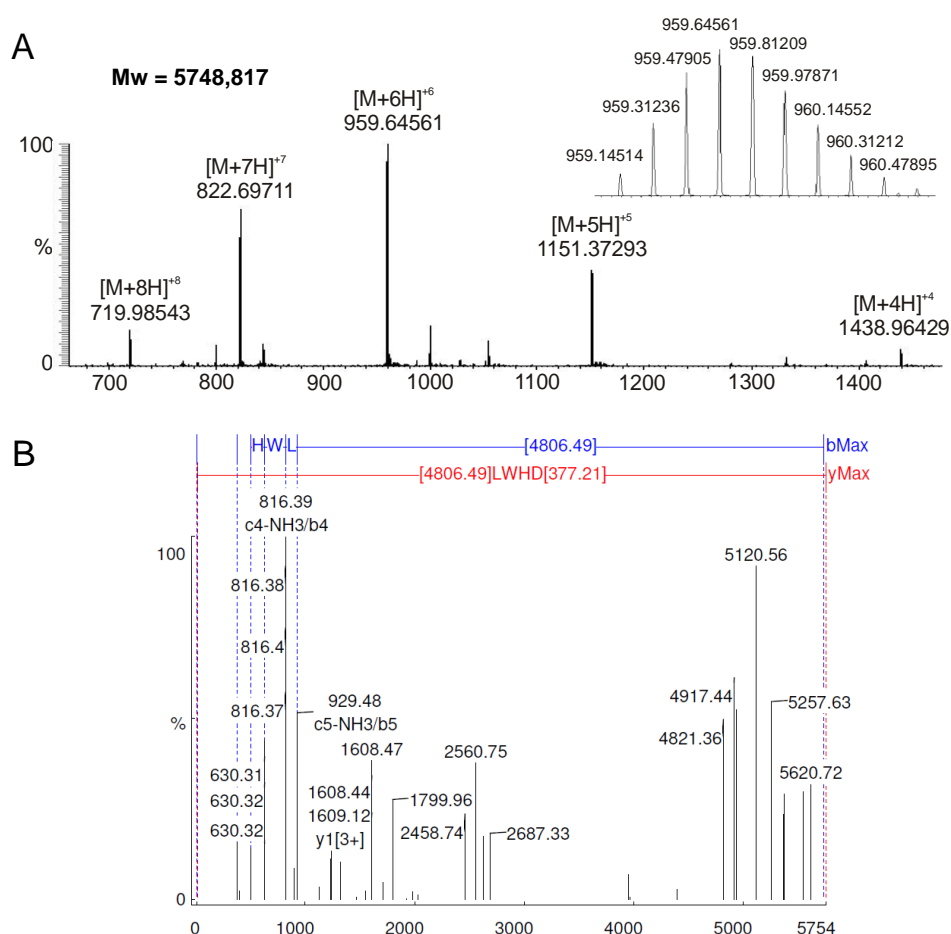 A
Mw = 5748,817
[M+6H]+6
959.64561
[M+7H]+7
822.69711
[M+8H]+8
719.98543
[M+5H]+5
1151.37293
[M+4H]+4
1438.96429
959.64561
959.81209
959.47905
959.97871
959.31236
960.14552
959.14514
960.31212
960.47895
100
%
0
700 800 900 1000 1100 1200 1300 1400
B
H W L [4806.49] bMax
[4806.49]LWHD[377.21] yMax
816.39
c4-NH3/b4
816.38
816.4
816.37
630.31
630.32
630.32
929.48
c5-NH3/b5
1608.47
1608.44
1609.12
y1[3+]
1799.96
2458.74
2560.75
2687.33
4821.36
4917.44
5120.56
5257.63
5620.72
100
%
0
0 1000 2000 3000 4000 5000 5754